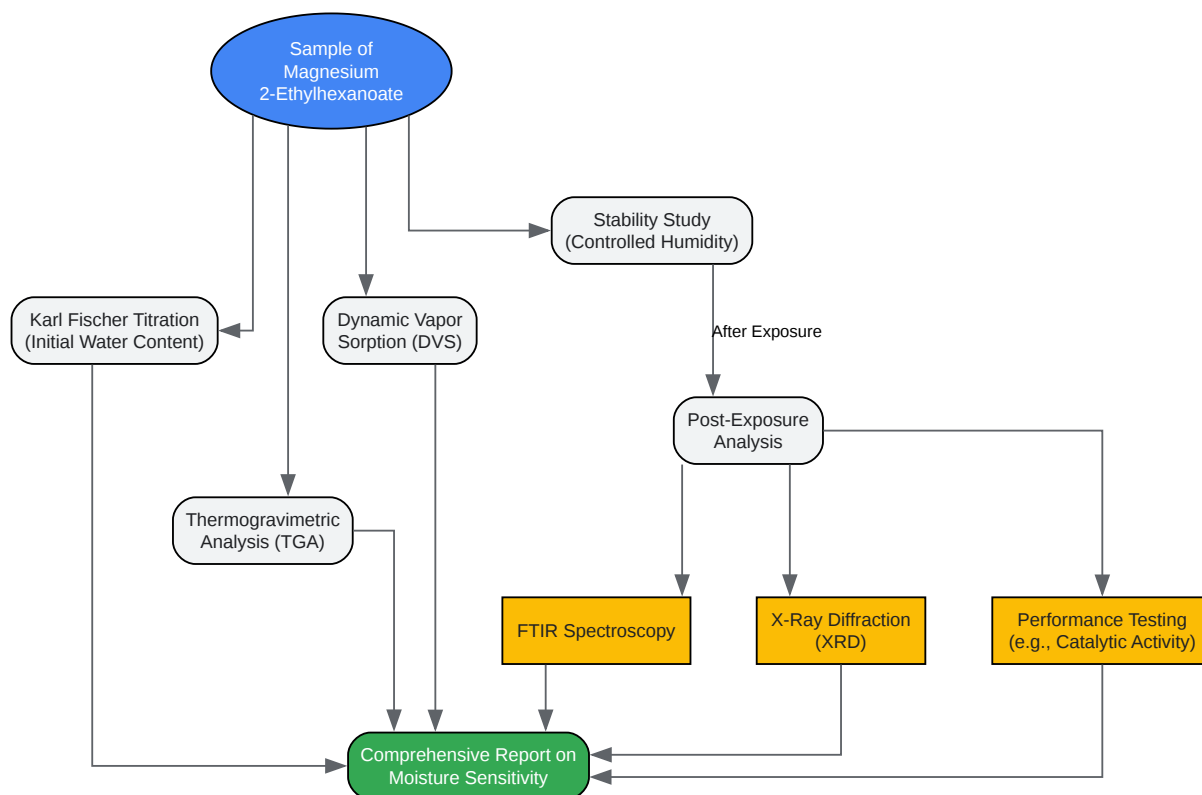 Sample of
Magnesium
2-Ethylhexanoate
Stability Study
(Controlled Humidity)
Karl Fischer Titration
(Initial Water Content)
Dynamic Vapor
Sorption (DVS)
After Exposure
Post-Exposure
Analysis
Thermogravimetric
Analysis (TGA)
FTIR Spectroscopy
X-Ray Diffraction
(XRD)
Performance Testing
(e.g., Catalytic Activity)
Comprehensive Report on
Moisture Sensitivity